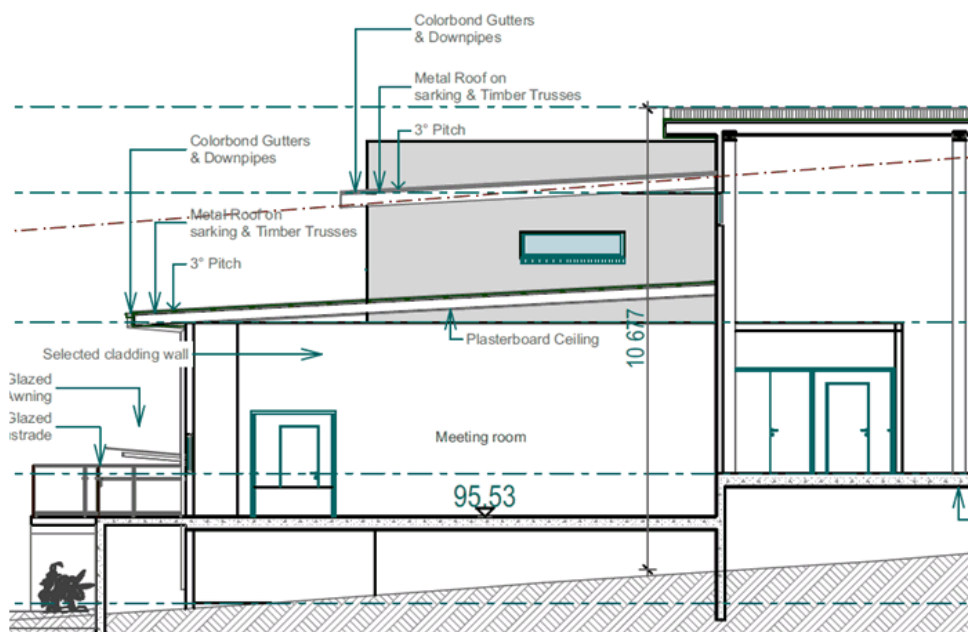 Colorbond Gutters
& Downpipes
Metal Roof on
sarking & Timber Trusses
3° Pitch
Colorbond Gutters
& Downpipes
Metal Roof on
sarking & Timber Trusses
3° Pitch
Plasterboard Ceiling
10 677
Selected cladding wall
Glazed
Awning
Glazed
ustrade
Meeting room
95.53